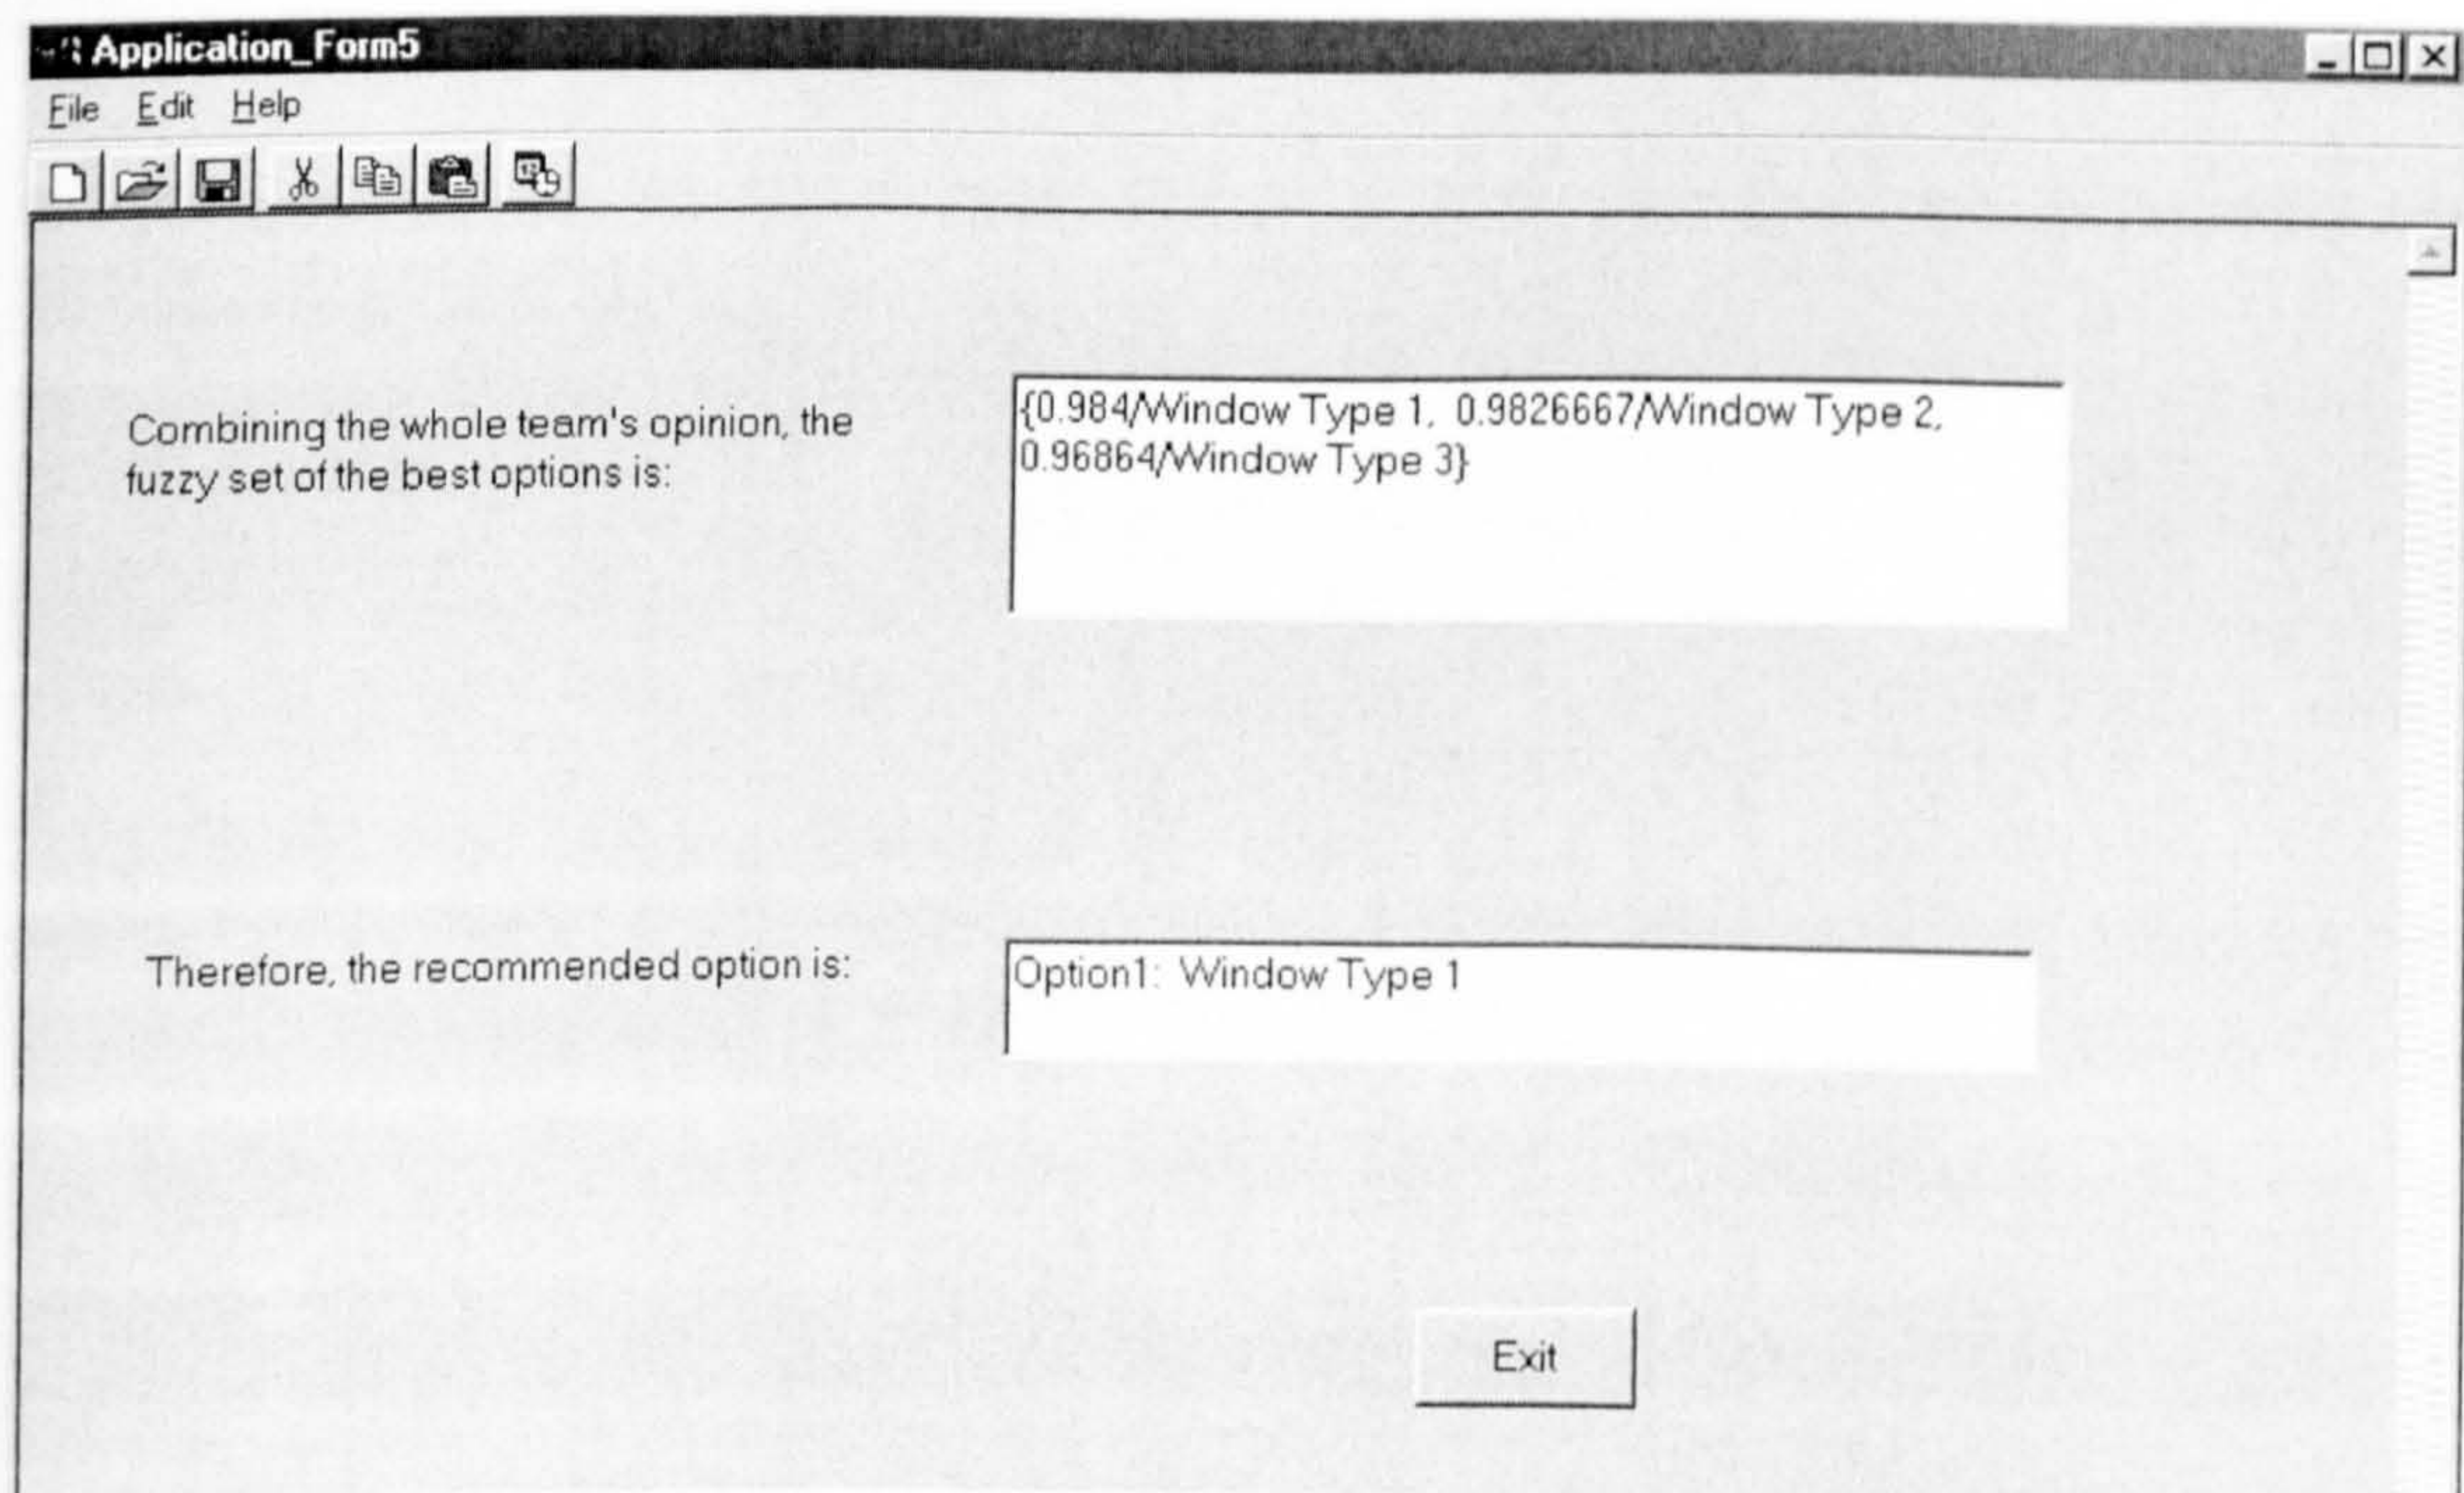 Application_Form5
File Edit Help
Combining the whole team's opinion, the
fuzzy set of the best options is:
{0.984/Window Type 1, 0.9826667/Window Type 2,
0.96864/Window Type 3}
Therefore, the recommended option is:
Option1: Window Type 1
Exit